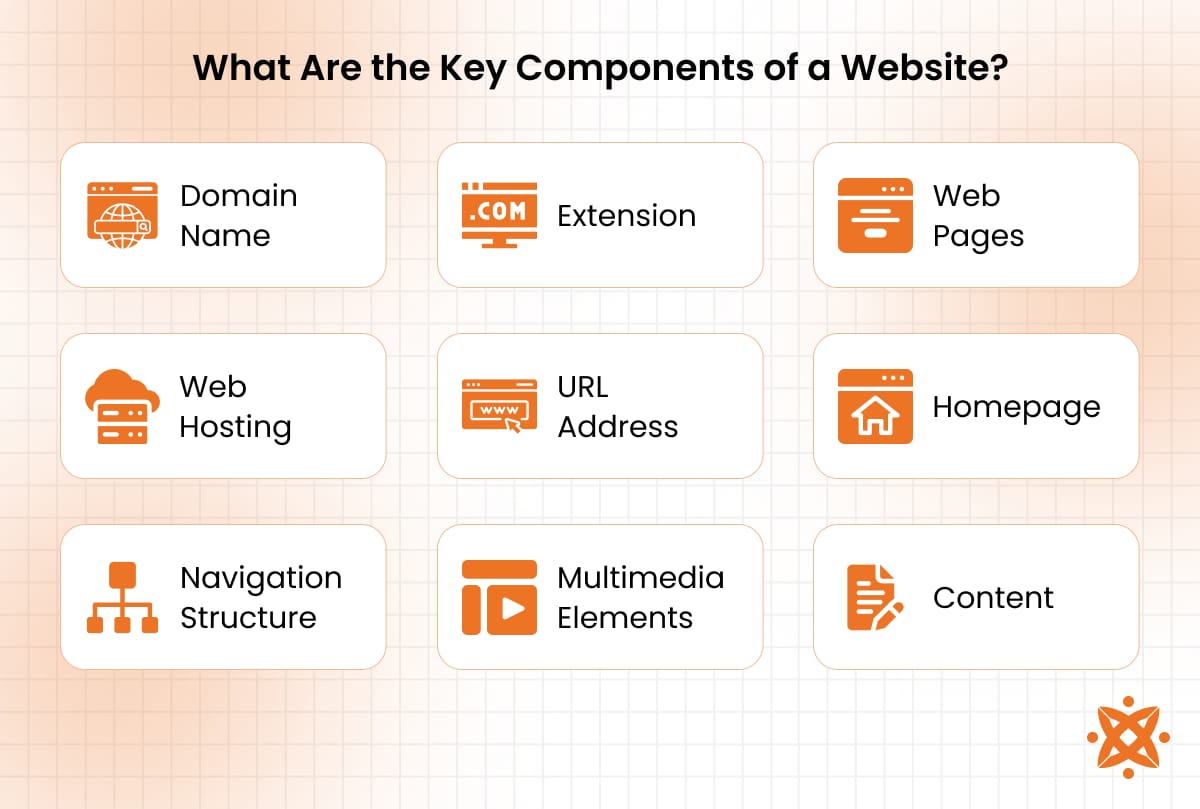 What Are the Key Components of a Website?
Domain
Name
.COM
Extension
Web
Pages
Web
Hosting
www
URL
Address
Homepage
Navigation
Structure
Multimedia
Elements
Content